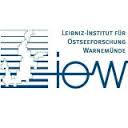 LEIBNIZ-INSTITUT FÜR
OSTSEEFORSCHUNG
WARNEMÜNDE
iow